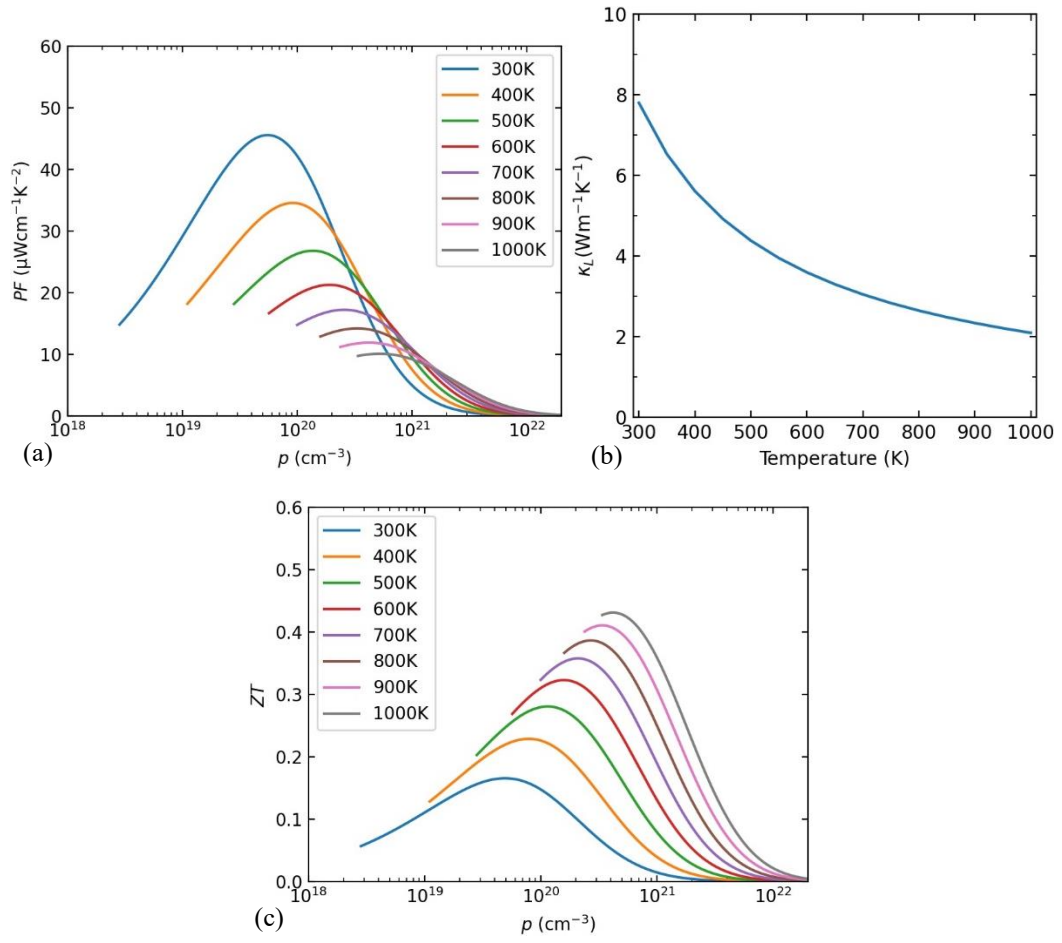 60
50
40
30
20
10
0
PF (μWcm⁻¹K⁻²)
300K
400K
500K
600K
700K
800K
900K
1000K
10¹⁸ 10¹⁹ 10²⁰ 10²¹ 10²²
p (cm⁻³)
(a)
10
8
6
4
2
0
κL(Wm⁻¹K⁻¹)
300 400 500 600 700 800 900 1000
Temperature (K)
(b)
0.6
0.5
0.4
0.3
0.2
0.1
0.0
ZT
300K
400K
500K
600K
700K
800K
900K
1000K
10¹⁸ 10¹⁹ 10²⁰ 10²¹ 10²²
p (cm⁻³)
(c)